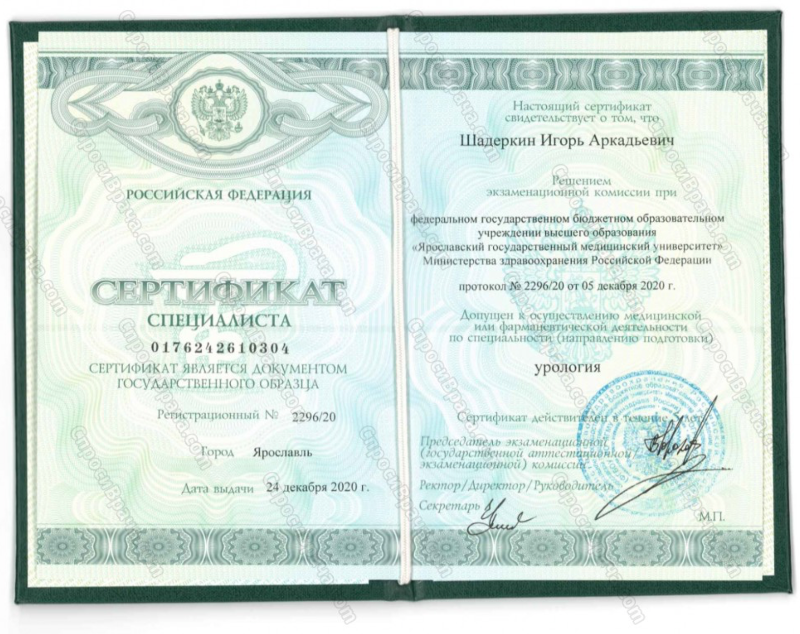 РОССИЙСКАЯ ФЕДЕРАЦИЯ
СЕРТИФИКАТ
СПЕЦИАЛИСТА
0176242610304
СЕРТИФИКАТ ЯВЛЯЕТСЯ ДОКУМЕНТОМ
ГОСУДАРСТВЕННОГО ОБРАЗЦА
Регистрационный № 2296/20
Город Ярославль
Дата выдачи 24 декабря 2020 г.
Настоящий сертификат
свидетельствует о том, что
Шадеркин Игорь Аркадьевич
Решением
экзаменационной комиссии при
федеральном государственном бюджетном образовательном
учреждении высшего образования
«Ярославский государственный медицинский университет»
Министерства здравоохранения Российской Федерации
протокол № 2296/20 от 05 декабря 2020 г.
Допущен к осуществлению медицинской
или фармацевтической деятельности
по специальности (направлению подготовки)
урология
Сертификат действителен в течение 5 лет
Председатель экзаменационной
(государственной аттестационной/
экзаменационной) комиссии
Ректор/Директор/Руководитель
Секретарь
М.П.
СпросиВрача.com